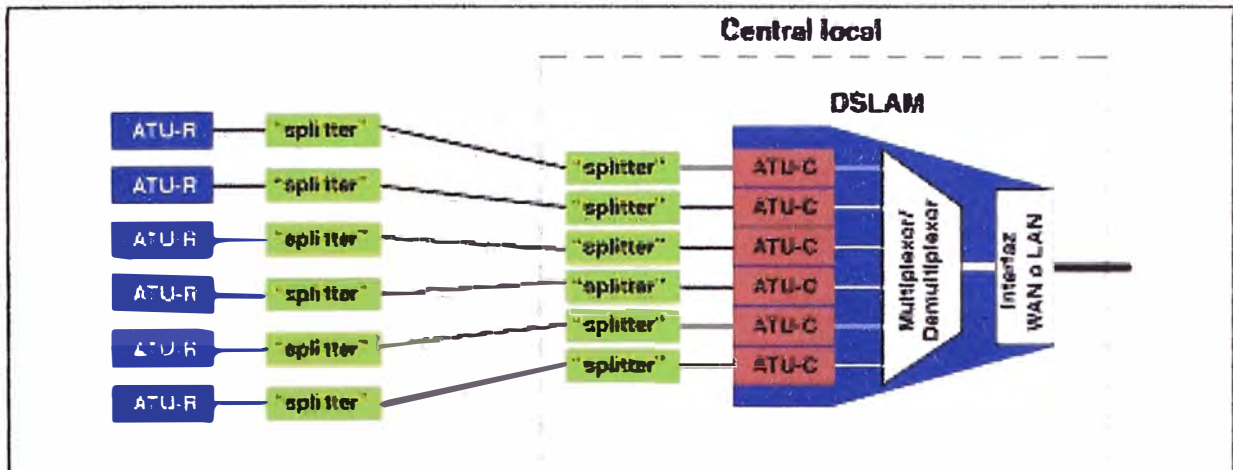 Central local
DSLAM
ATU-R "splitter"
ATU-R "splitter"
ATU-R "splitter"
ATU-R "splitter"
ATU-R "splitter"
ATU-R "splitter"
"splitter" ATU-C
"splitter" ATU-C
"splitter" ATU-C
"splitter" ATU-C
"splitter" ATU-C
"splitter" ATU-C
Multiplexor/
Demultiplexor
Interfaz
WAN o LAN